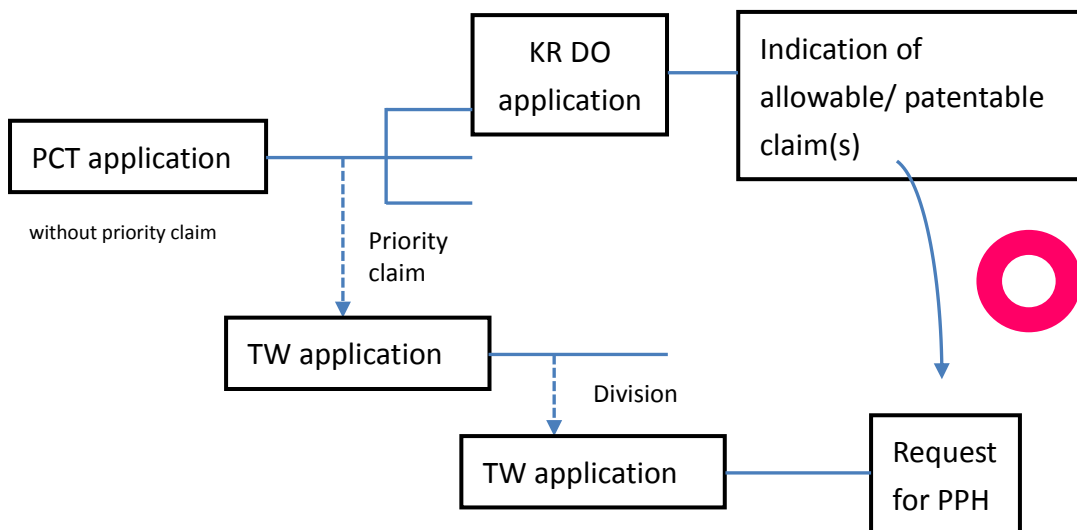 KR DO
application
Indication of
allowable/ patentable
claim(s)
PCT application
without priority claim
Priority
claim
TW application
Division
TW application
Request
for PPH